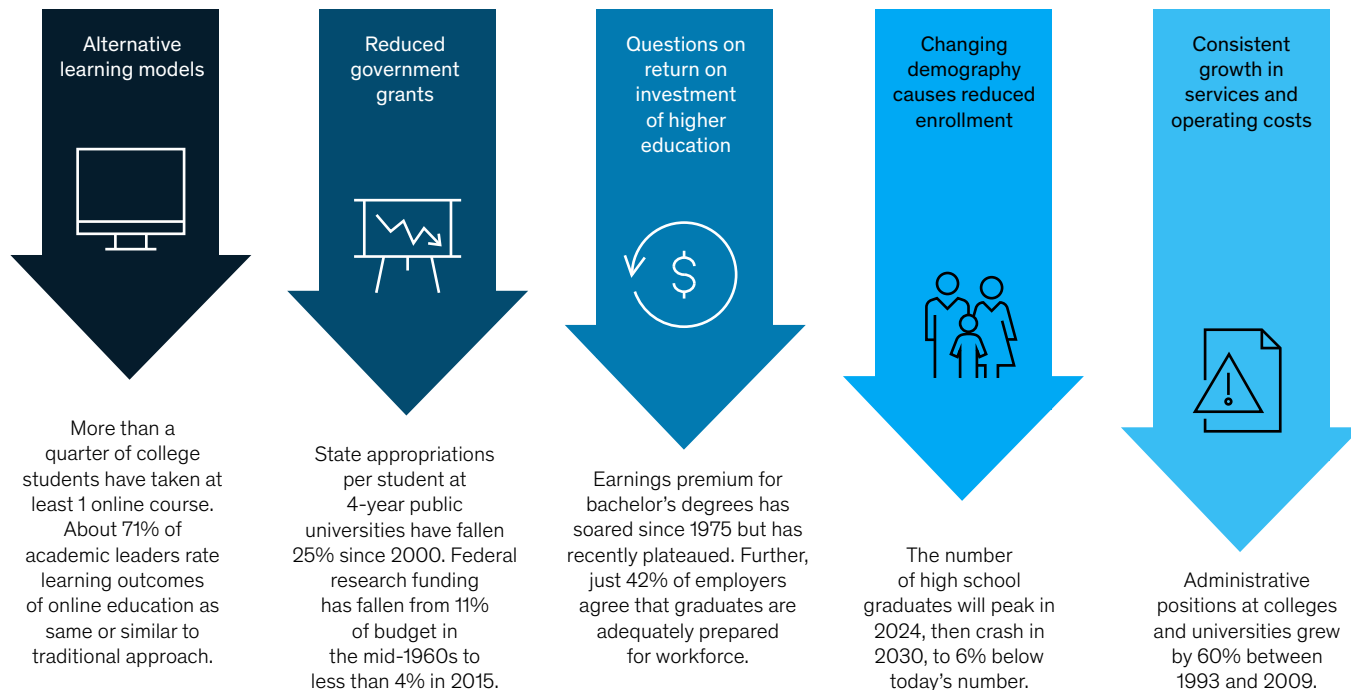 Alternative
learning models
More than a
quarter of college
students have taken at
least 1 online course.
About 71% of
academic leaders rate
learning outcomes
of online education as
same or similar to
traditional approach.
Reduced
government
grants
State appropriations
per student at
4-year public
universities have fallen
25% since 2000. Federal
research funding
has fallen from 11%
of budget in
the mid-1960s to
less than 4% in 2015.
Questions on
return on
investment
of higher
education
$
Earnings premium for
bachelor’s degrees has
soared since 1975 but has
recently plateaued. Further,
just 42% of employers
agree that graduates are
adequately prepared
for workforce.
Changing
demography
causes reduced
enrollment
The number
of high school
graduates will peak in
2024, then crash in
2030, to 6% below
today’s number.
Consistent
growth in
services and
operating costs
!
Administrative
positions at colleges
and universities grew
by 60% between
1993 and 2009.